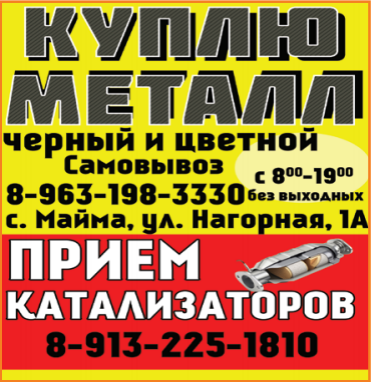 КУПЛЮ
МЕТАЛЛ
черный и цветной
Самовывоз
с 8⁰⁰-19⁰⁰
8-963-198-3330 без выходных
с. Майма, ул. Нагорная, 1А
ПРИЕМ
КАТАЛИЗАТОРОВ
8-913-225-1810